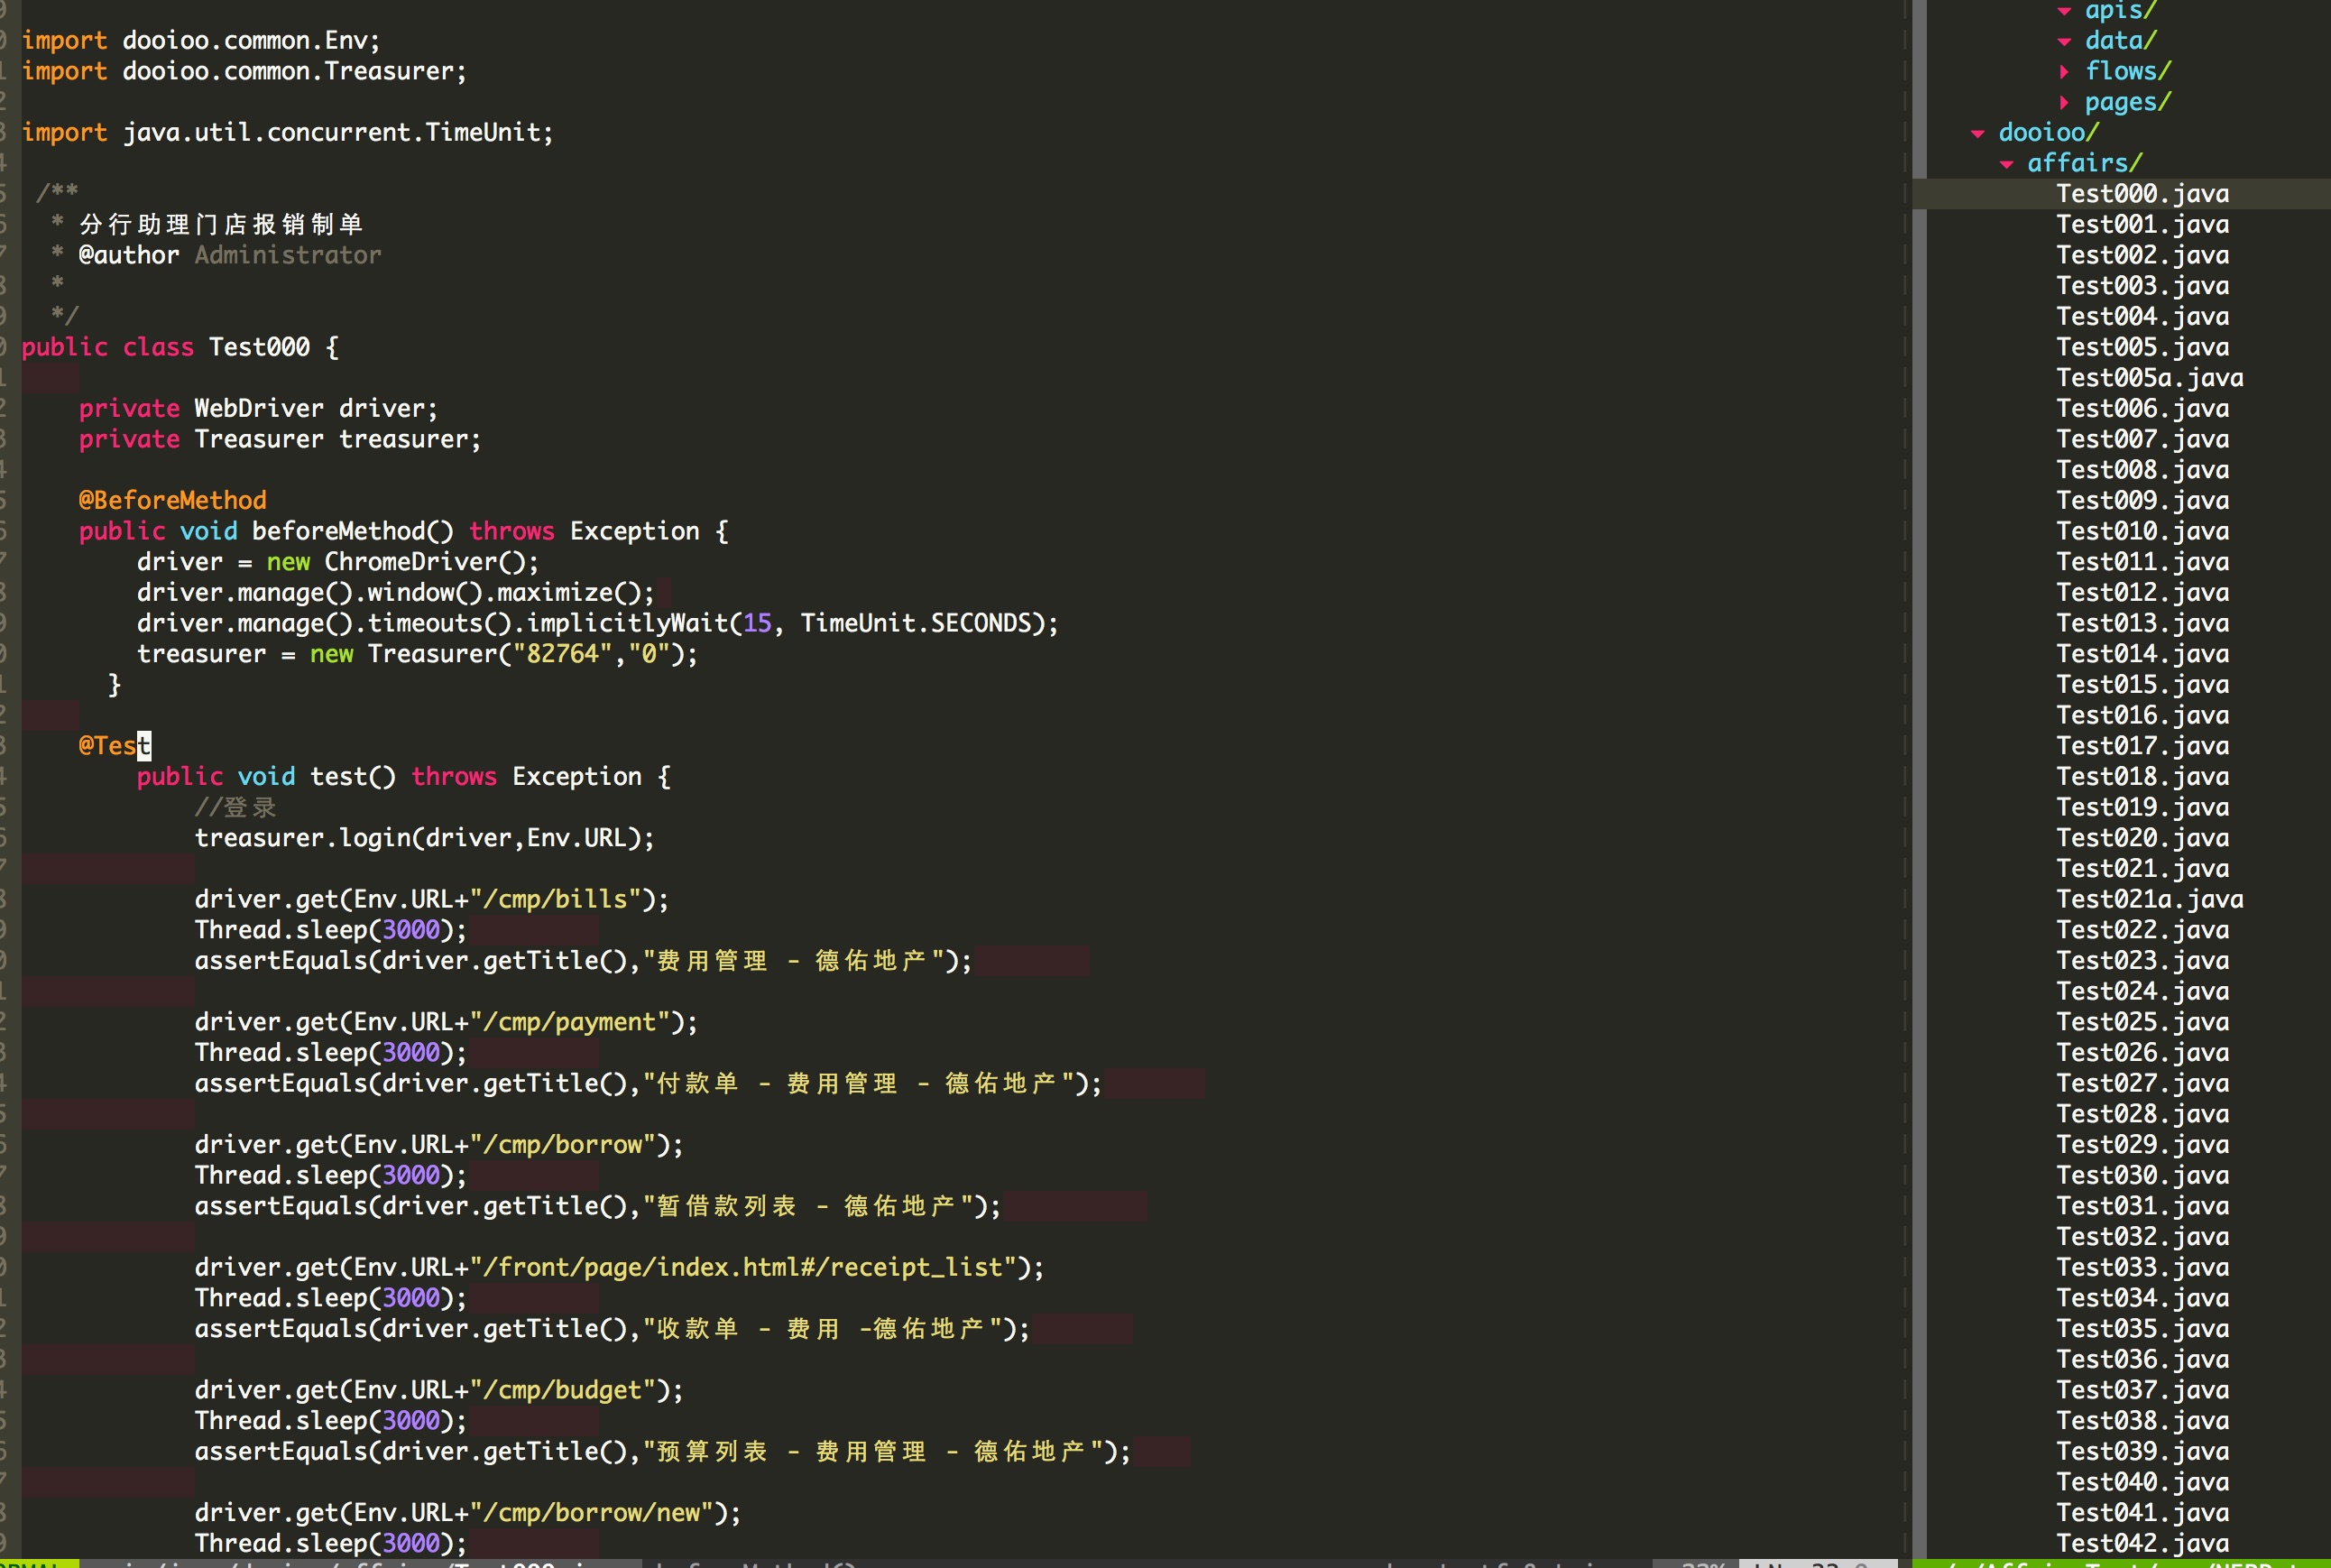 import dooioo.common.Env;
import dooioo.common.Treasurer;
import java.util.concurrent.TimeUnit;
/**
* 分行助理门店报销制单
* @author Administrator
*
*/
public class Test000 {
private WebDriver driver;
private Treasurer treasurer;
@BeforeMethod
public void beforeMethod() throws Exception {
driver = new ChromeDriver();
driver.manage().window().maximize();
driver.manage().timeouts().implicitlyWait(15, TimeUnit.SECONDS);
treasurer = new Treasurer("82764","0");
}
@Test
public void test() throws Exception {
//登录
treasurer.login(driver,Env.URL);
driver.get(Env.URL+"/cmp/bills");
Thread.sleep(3000);
assertEquals(driver.getTitle(),"费用管理 - 德佑地产");
driver.get(Env.URL+"/cmp/payment");
Thread.sleep(3000);
assertEquals(driver.getTitle(),"付款单 - 费用管理 - 德佑地产");
driver.get(Env.URL+"/cmp/borrow");
Thread.sleep(3000);
assertEquals(driver.getTitle(),"暂借款列表 - 德佑地产");
driver.get(Env.URL+"/front/page/index.html#/receipt_list");
Thread.sleep(3000);
assertEquals(driver.getTitle(),"收款单 - 费用 -德佑地产");
driver.get(Env.URL+"/cmp/budget");
Thread.sleep(3000);
assertEquals(driver.getTitle(),"预算列表 - 费用管理 - 德佑地产");
driver.get(Env.URL+"/cmp/borrow/new");
Thread.sleep(3000);
apis/
data/
flows/
pages/
dooioo/
affairs/
Test000.java
Test001.java
Test002.java
Test003.java
Test004.java
Test005.java
Test005a.java
Test006.java
Test007.java
Test008.java
Test009.java
Test010.java
Test011.java
Test012.java
Test013.java
Test014.java
Test015.java
Test016.java
Test017.java
Test018.java
Test019.java
Test020.java
Test021.java
Test021a.java
Test022.java
Test023.java
Test024.java
Test025.java
Test026.java
Test027.java
Test028.java
Test029.java
Test030.java
Test031.java
Test032.java
Test033.java
Test034.java
Test035.java
Test036.java
Test037.java
Test038.java
Test039.java
Test040.java
Test041.java
Test042.java